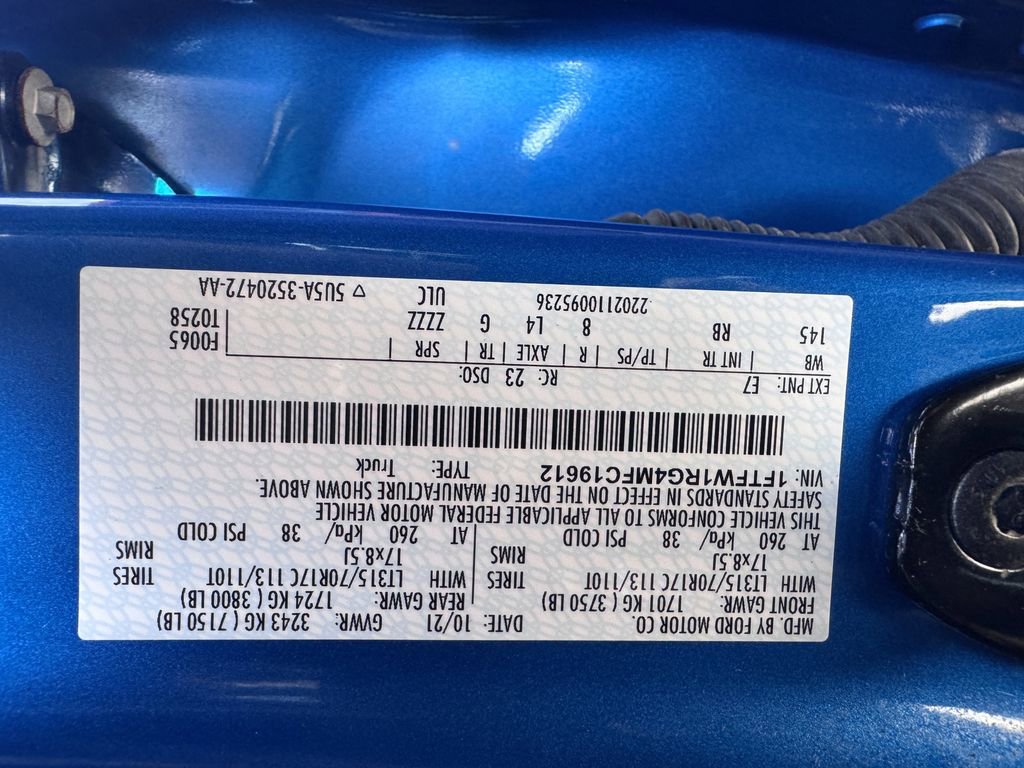 MFD. BY FORD MOTOR CO.
DATE: 10/21 GVWR: 3243 KG ( 7150 LB)
FRONT GAWR: 1701 KG ( 3750 LB) REAR GAWR: 1724 KG ( 3800 LB)
WITH LT315/70R17C 113/110T TIRES WITH LT315/70R17C 113/110T TIRES
17x8.5J RIMS 17x8.5J RIMS
AT 260 kPa/ 38 PSI COLD AT 260 kPa/ 38 PSI COLD
THIS VEHICLE CONFORMS TO ALL APPLICABLE FEDERAL MOTOR VEHICLE
SAFETY STANDARDS IN EFFECT ON THE DATE OF MANUFACTURE SHOWN ABOVE.
VIN: 1FTFW1RG4MFC19612 TYPE: Truck
EXT PNT: E7 RC: 23 DSO:
WB | INT TR | TP/PS | R | AXLE | TR | SPR | F0065
145 RB 8 L4 G ZZZZ T0258
.2202110095236 ULC ▽ 5U5A-3520472-AA